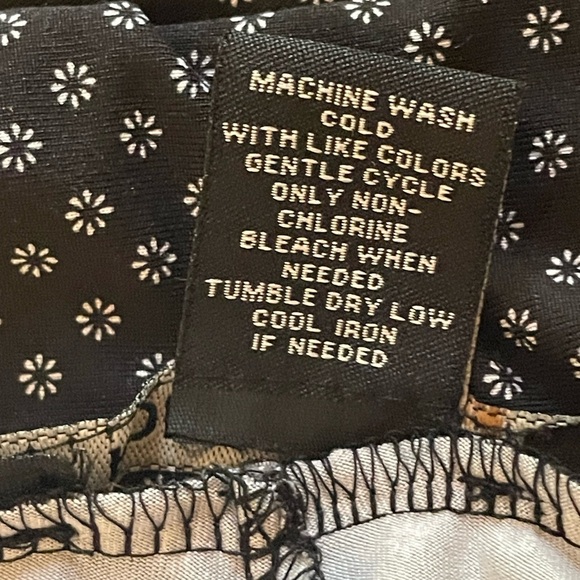 MACHINE WASH
COLD
WITH LIKE COLORS
GENTLE CYCLE
ONLY NON-
CHLORINE
BLEACH WHEN
NEEDED
TUMBLE DRY LOW
COOL IRON
IF NEEDED